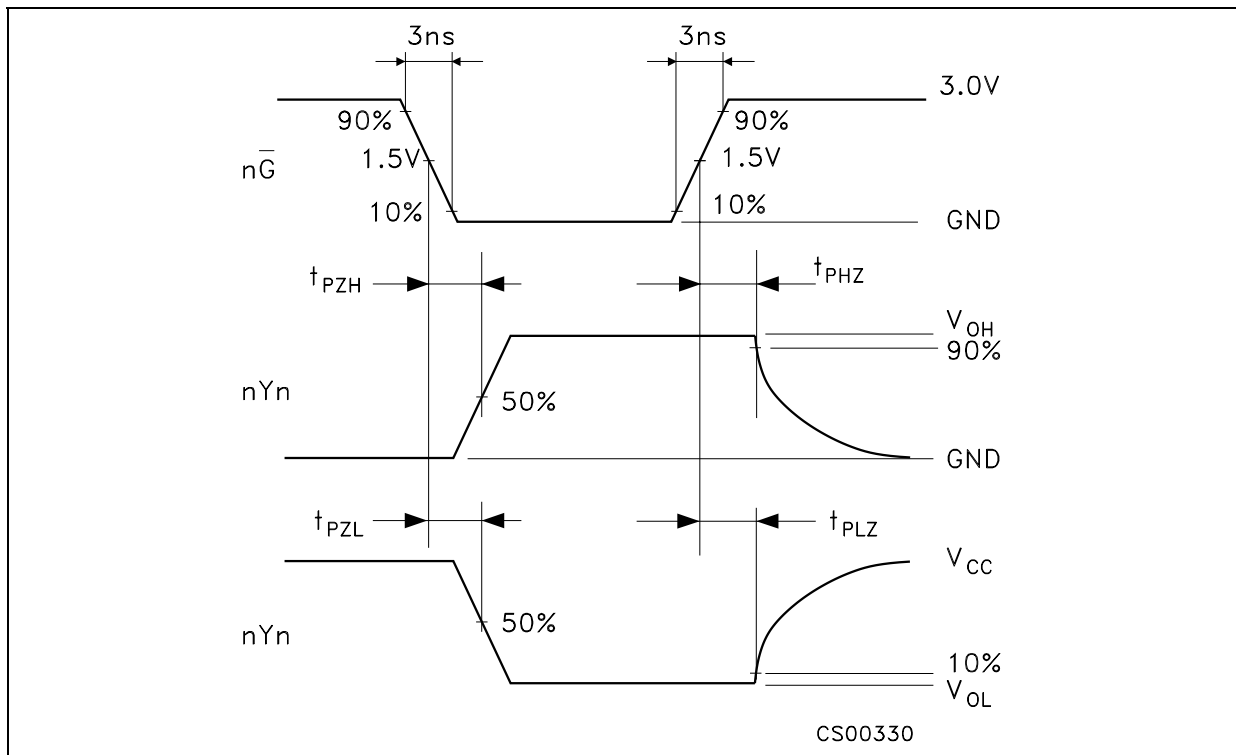 3ns 3ns
3.0V
90% 90%
1.5V 1.5V
nG̅
10% 10%
GND
tPZH tPHZ
VOH
90%
nYn
50%
GND
tPZL tPLZ
VCC
50%
nYn
10%
VOL
CS00330